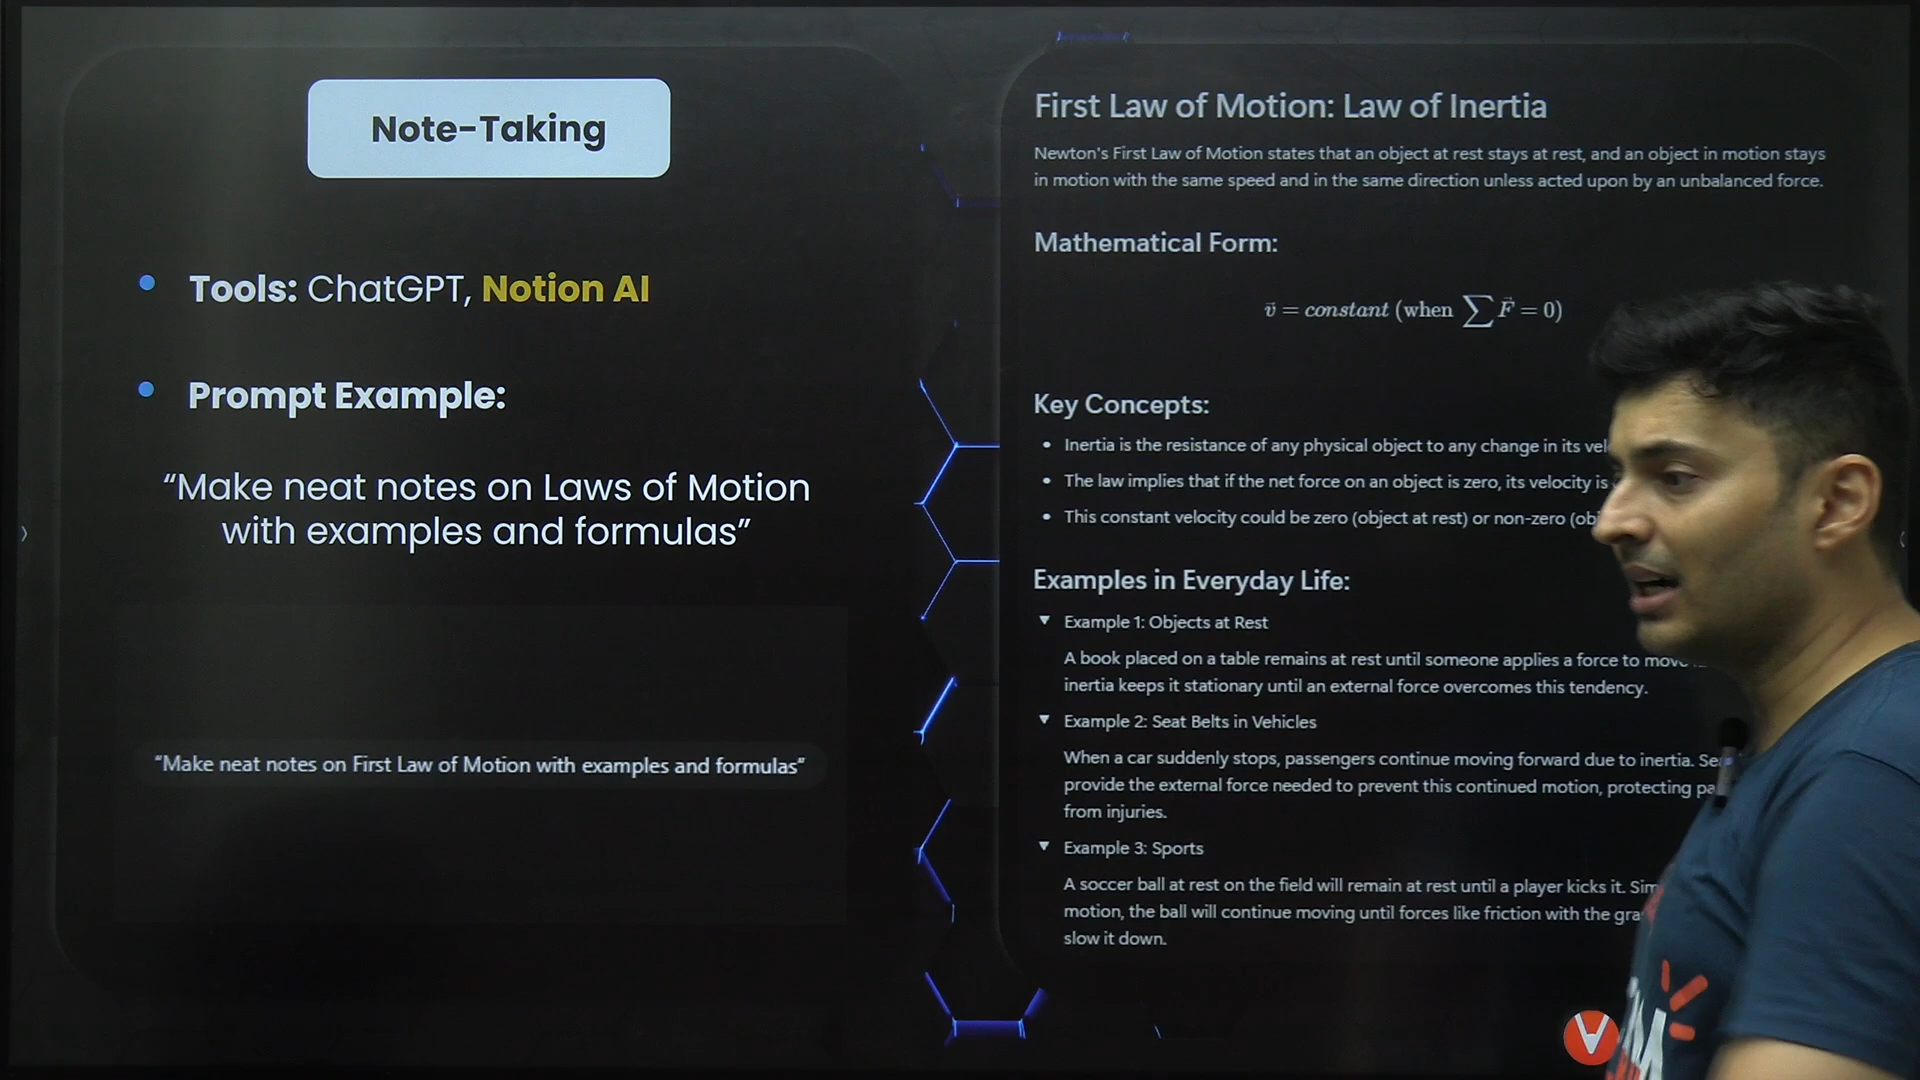 Note-Taking
Tools: ChatGPT, Notion AI
Prompt Example:
“Make neat notes on Laws of Motion
with examples and formulas”
“Make neat notes on First Law of Motion with examples and formulas“
First Law of Motion: Law of Inertia
Newton's First Law of Motion states that an object at rest stays at rest, and an object in motion stays
in motion with the same speed and in the same direction unless acted upon by an unbalanced force.
Mathematical Form:
v⃗ = constant (when ∑ F⃗ = 0)
Key Concepts:
• Inertia is the resistance of any physical object to any change in its
• The law implies that if the net force on an object is zero, its velocity is
• This constant velocity could be zero (object at rest) or non-zero
Examples in Everyday Life:
▼ Example 1: Objects at Rest
A book placed on a table remains at rest until someone applies a force to move
inertia keeps it stationary until an external force overcomes this tendency.
▼ Example 2: Seat Belts in Vehicles
When a car suddenly stops, passengers continue moving forward due to inertia.
provide the external force needed to prevent this continued motion, protecting
from injuries.
▼ Example 3: Sports
A soccer ball at rest on the field will remain at rest until a player kicks it.
motion, the ball will continue moving until forces like friction with the
slow it down.